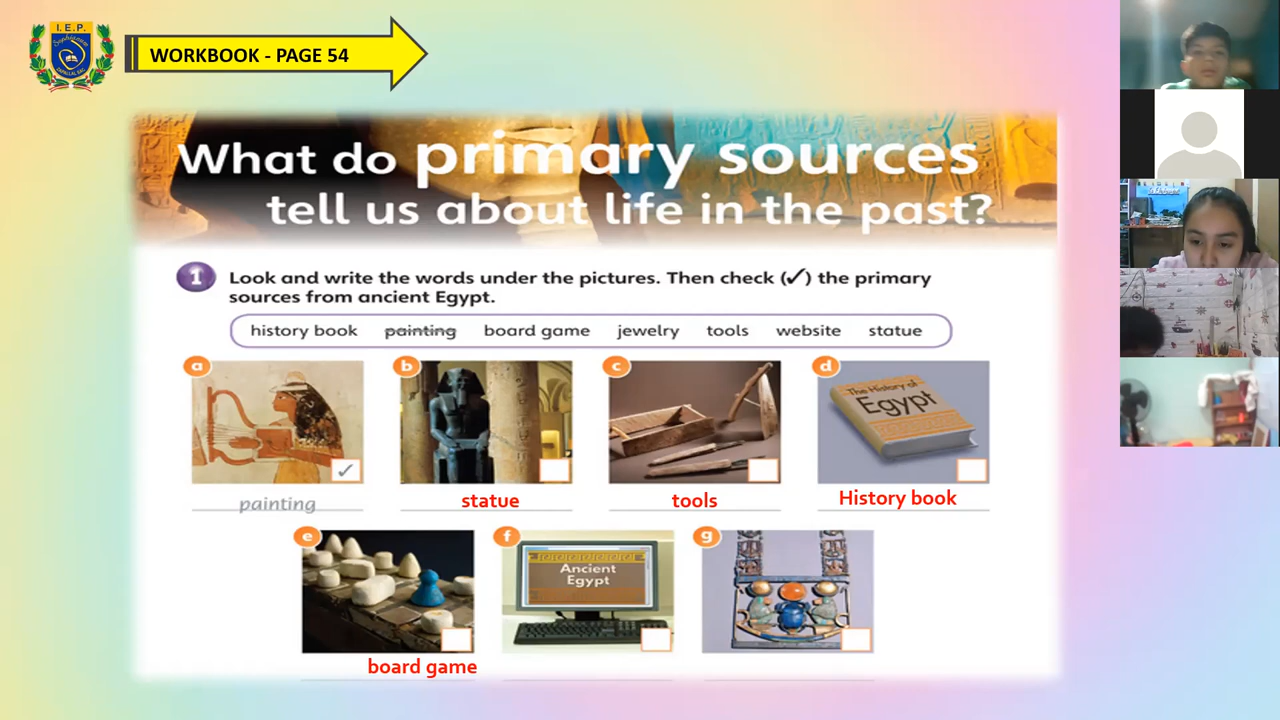 I.E.P.
WORKBOOK - PAGE 54
What do primary sources
tell us about life in the past?
1 Look and write the words under the pictures. Then check (✓) the primary
sources from ancient Egypt.
history book painting board game jewelry tools website statue
a b c d
The History of
Egypt
✓
painting statue tools History book
e f g
Ancient
Egypt
board game